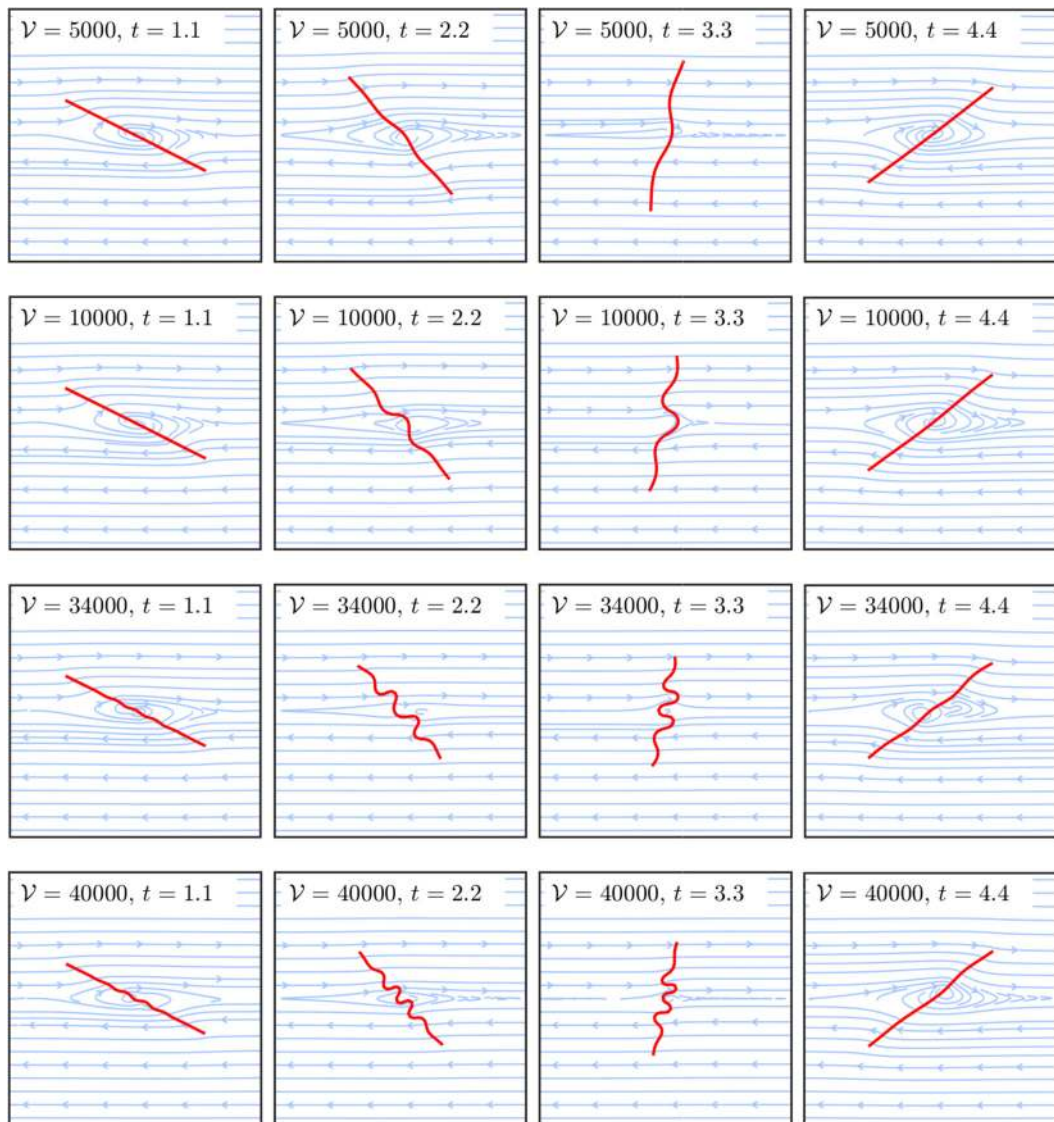 𝒱 = 5000, t = 1.1
𝒱 = 5000, t = 2.2
𝒱 = 5000, t = 3.3
𝒱 = 5000, t = 4.4
𝒱 = 10000, t = 1.1
𝒱 = 10000, t = 2.2
𝒱 = 10000, t = 3.3
𝒱 = 10000, t = 4.4
𝒱 = 34000, t = 1.1
𝒱 = 34000, t = 2.2
𝒱 = 34000, t = 3.3
𝒱 = 34000, t = 4.4
𝒱 = 40000, t = 1.1
𝒱 = 40000, t = 2.2
𝒱 = 40000, t = 3.3
𝒱 = 40000, t = 4.4